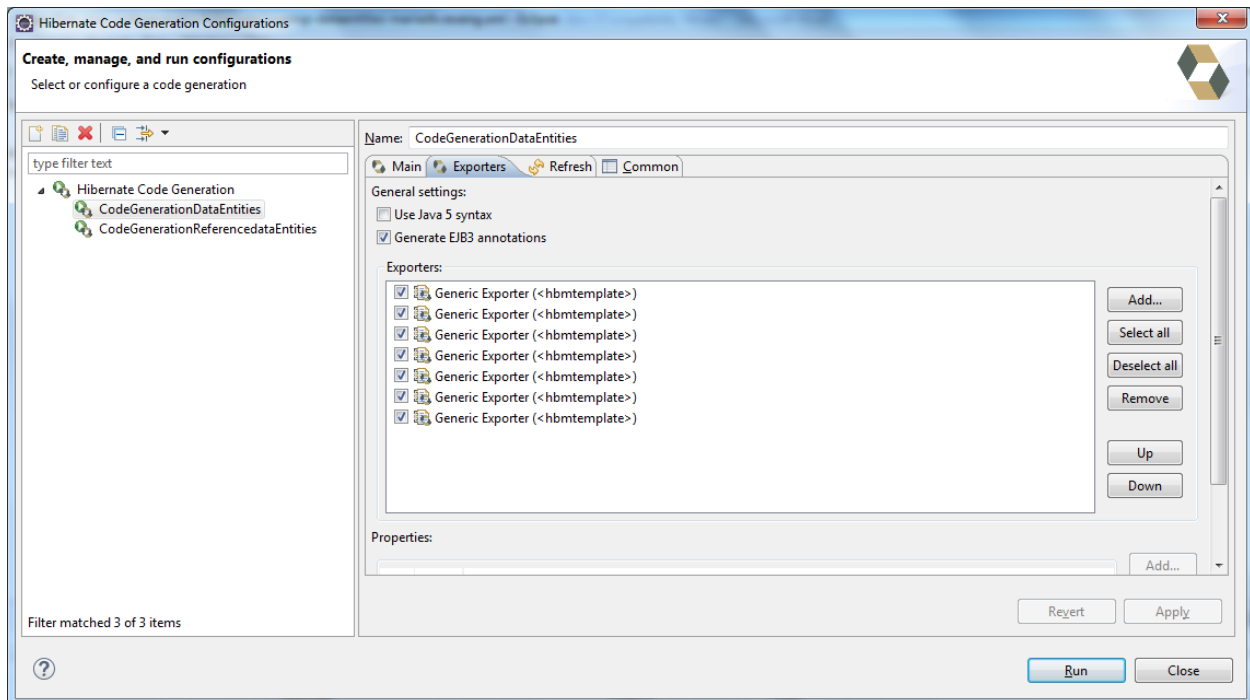 Hibernate Code Generation Configurations
Create, manage, and run configurations
Select or configure a code generation
type filter text
Hibernate Code Generation
CodeGenerationDataEntities
CodeGenerationReferencedataEntities
Filter matched 3 of 3 items
Name: CodeGenerationDataEntities
Main Exporters Refresh Common
General settings:
Use Java 5 syntax
Generate EJB3 annotations
Exporters:
Generic Exporter (<hbmtemplate>)
Generic Exporter (<hbmtemplate>)
Generic Exporter (<hbmtemplate>)
Generic Exporter (<hbmtemplate>)
Generic Exporter (<hbmtemplate>)
Generic Exporter (<hbmtemplate>)
Generic Exporter (<hbmtemplate>)
Add...
Select all
Deselect all
Remove
Up
Down
Properties:
Add...
Revert Apply
Run Close